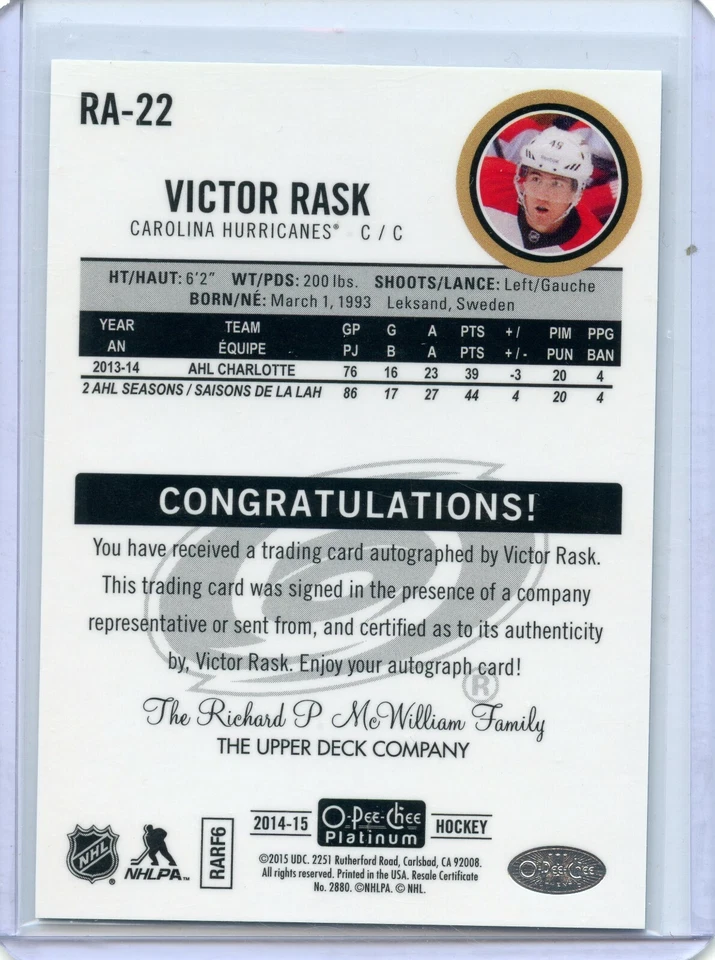 RA-22
49
VICTOR RASK
CAROLINA HURRICANES® C / C
HT/HAUT: 6'2" WT/PDS: 200 lbs. SHOOTS/LANCE: Left/Gauche
BORN/NÉ: March 1, 1993 Leksand, Sweden
YEAR TEAM GP G A PTS +/ PIM PPG
AN ÉQUIPE PJ B A PTS +/- PUN BAN
2013-14 AHL CHARLOTTE 76 16 23 39 -3 20 4
2 AHL SEASONS / SAISONS DE LA LAH 86 17 27 44 4 20 4
CONGRATULATIONS!
You have received a trading card autographed by Victor Rask.
This trading card was signed in the presence of a company
representative or sent from, and certified as to its authenticity
by, Victor Rask. Enjoy your autograph card!
®
The Richard P McWilliam Family
THE UPPER DECK COMPANY
NHL®
NHLPA™
RARF6
2014-15 O-Pee-Chee Platinum HOCKEY
©2015 UDC. 2251 Rutherford Road, Carlsbad, CA 92008.
All rights reserved. Printed in the USA. Resale Certificate
No. 2880. ©NHLPA. © NHL.
O-Pee-Chee